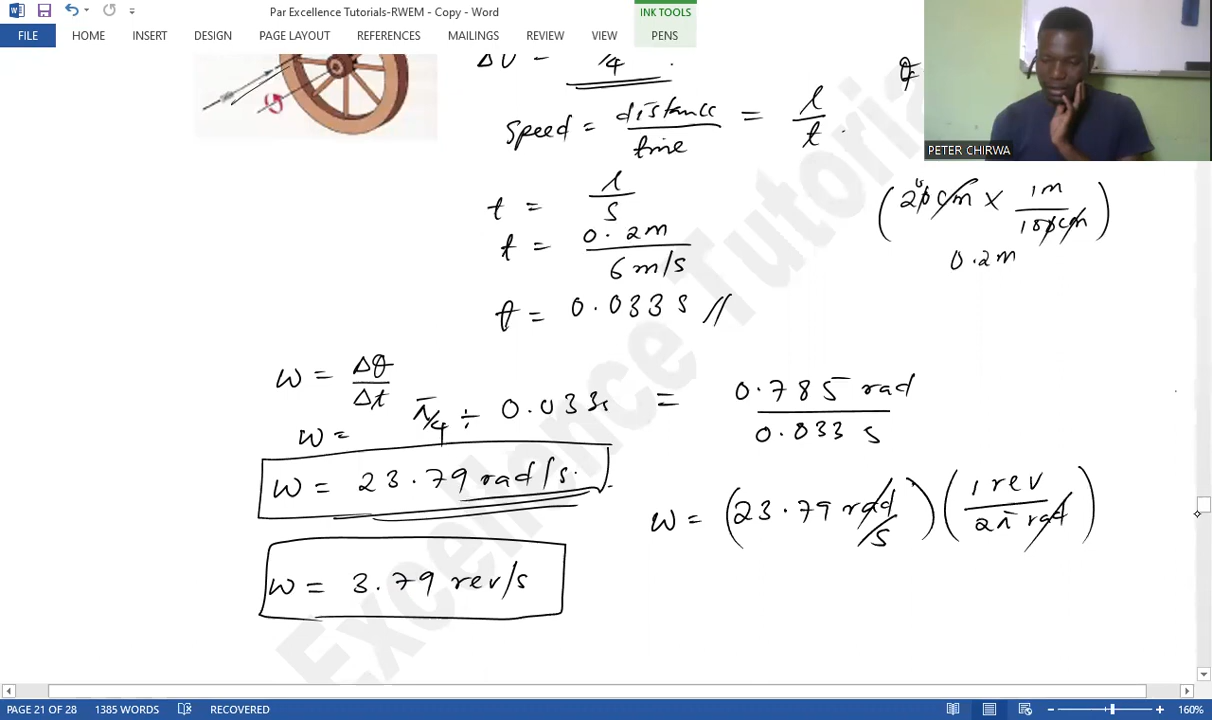 Par Excellence Tutorials-RWEM - Copy - Word
INK TOOLS
FILE HOME INSERT DESIGN PAGE LAYOUT REFERENCES MAILINGS REVIEW VIEW PENS
PETER CHIRWA
Speed = distance / time = l / t .
t = l / s
t = 0.2m / 6 m/s
t = 0.033 s //
(20cm × 1m / 100cm)
0.2m
ω = Δθ / Δt
ω = π/4 ÷ 0.033s = 0.785 rad / 0.033 s
ω = 23.79 rad/s.
ω = (23.79 rad/s) (1 rev / 2π rad)
ω = 3.79 rev/s
Excellence Tutoria
PAGE 21 OF 28 1385 WORDS RECOVERED 160%